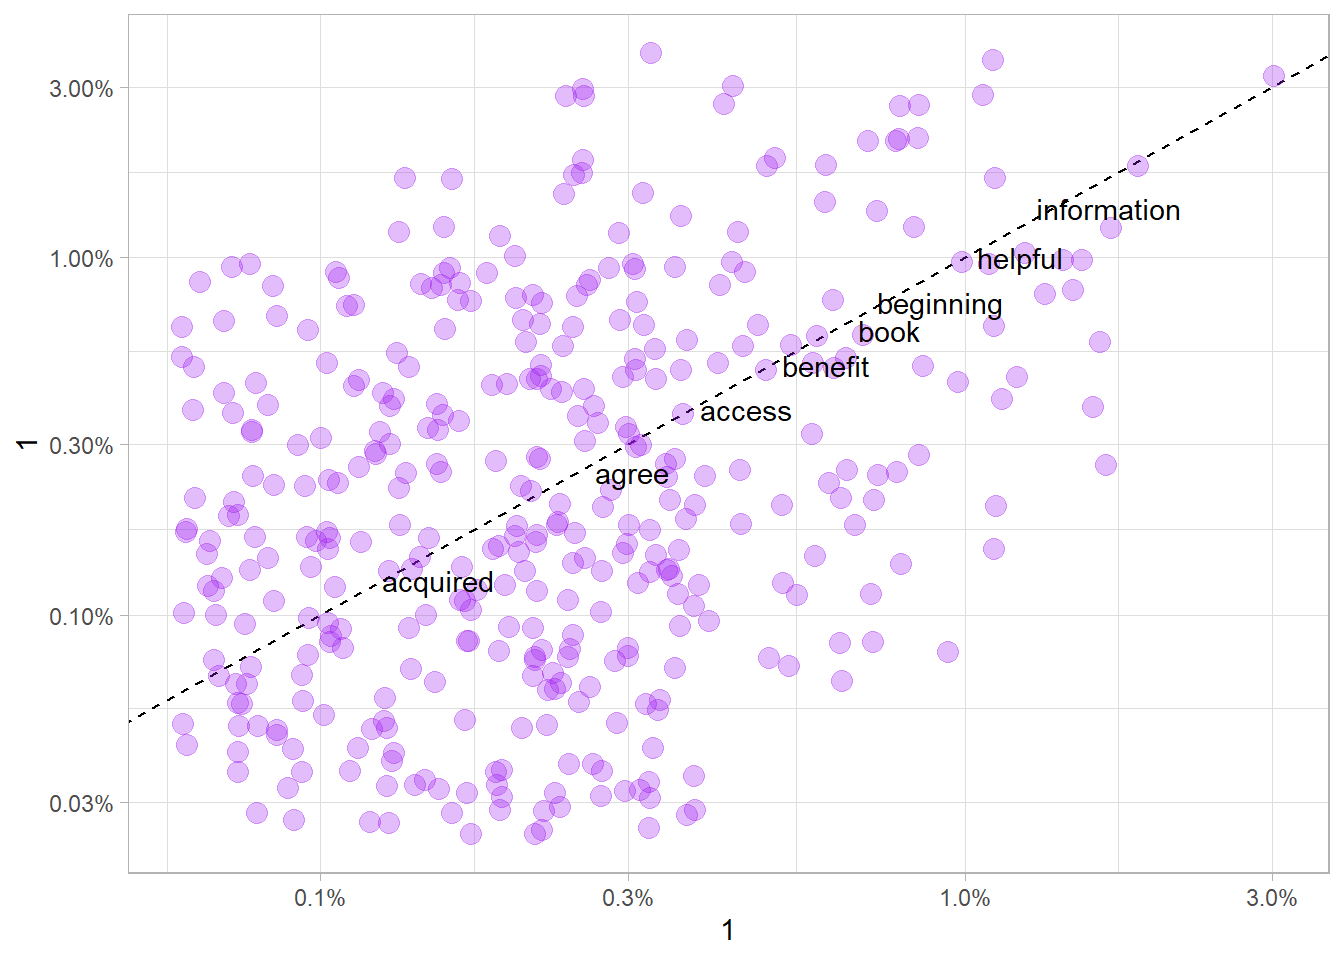 3.00%
information
1.00%
helpful
beginning
book
benefit
access
1
0.30%
agree
acquired
0.10%
0.03%
0.1%
0.3%
1.0%
3.0%
1